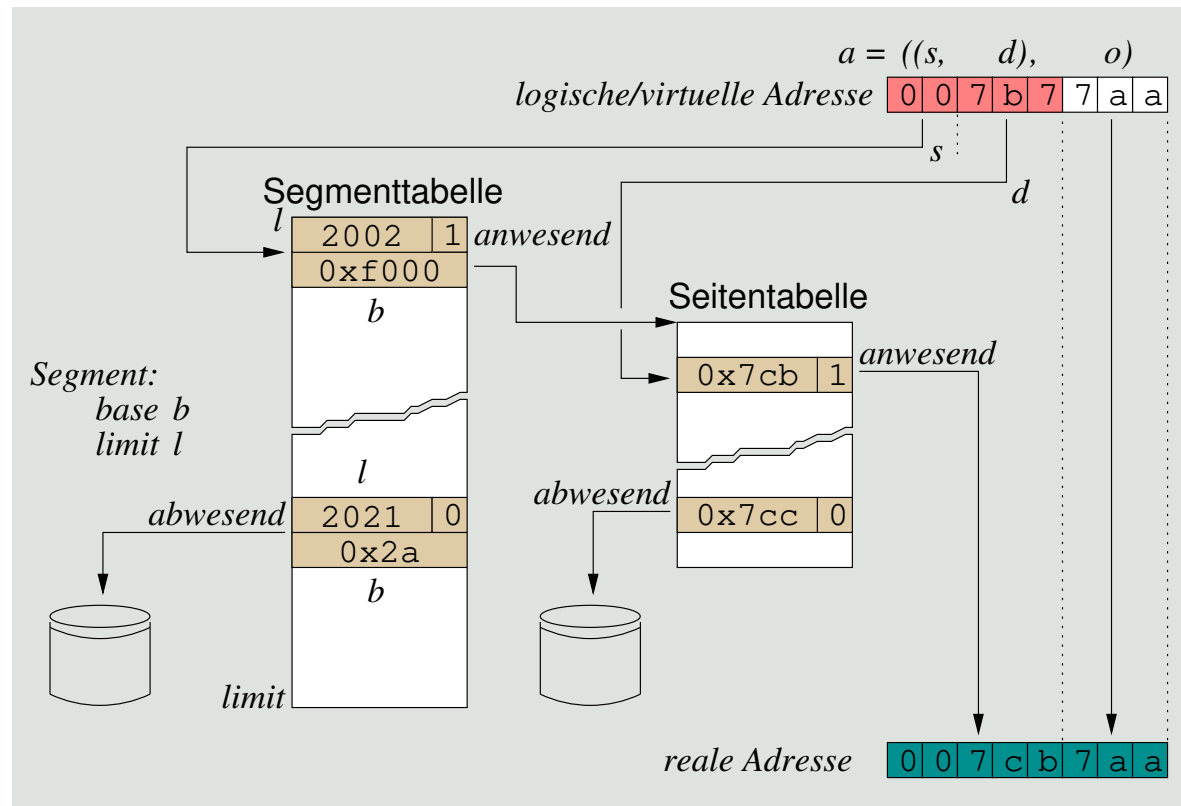 a = ((s, d), o)
logische/virtuelle Adresse 0 0 7 b 7 7 a a
s
d
Segmenttabelle
l
2002 1 anwesend
0xf000
b
Seitentabelle
0x7cb 1 anwesend
Segment:
base b
limit l
l
abwesend 2021 0
0x2a
b
abwesend 0x7cc 0
limit
reale Adresse 0 0 7 c b 7 a a